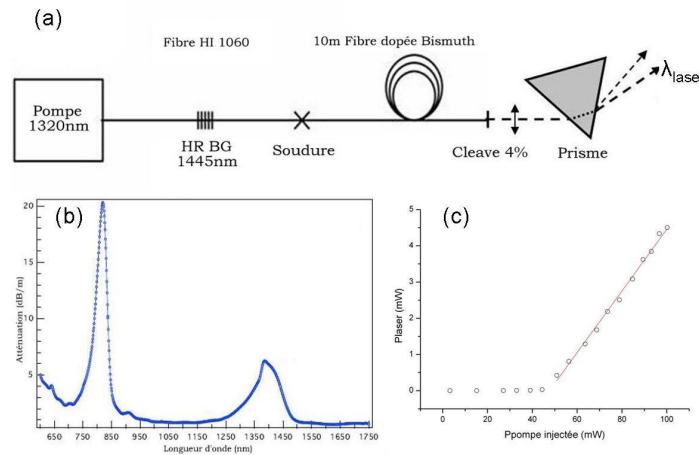 (a)
Fibre HI 1060
10m Fibre dopée Bismuth
λlase
Pompe
1320nm
HR BG
1445nm
Soudure
Cleave 4%
Prisme
(b)
20
15
10
5
Atténuation (dB/m)
650 750 850 950 1050 1150 1250 1350 1450 1550 1650 1750
Longueur d'onde (nm)
(c)
5
4
3
2
1
0
Plaser (mW)
0 20 40 60 80 100
Ppompe injectée (mW)